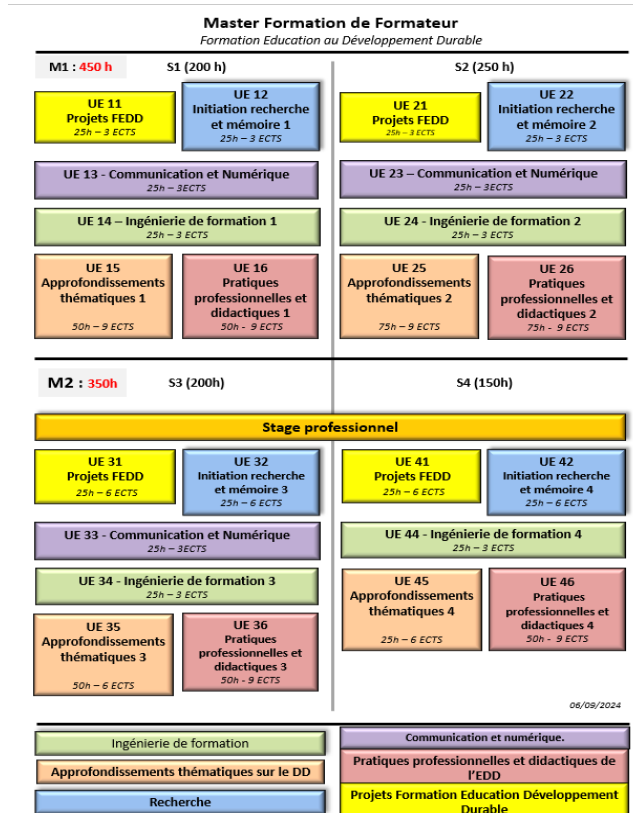 Master Formation de Formateur
Formation Education au Développement Durable
M1 : 450 h
S1 (200 h)
S2 (250 h)
UE 11
Projets FEDD
25h – 3 ECTS
UE 12
Initiation recherche
et mémoire 1
25h – 3 ECTS
UE 21
Projets FEDD
25h – 3 ECTS
UE 22
Initiation recherche
et mémoire 2
25h – 3 ECTS
UE 13 - Communication et Numérique
25h – 3ECTS
UE 23 – Communication et Numérique
25h – 3ECTS
UE 14 – Ingénierie de formation 1
25h – 3 ECTS
UE 24 - Ingénierie de formation 2
25h – 3 ECTS
UE 15
Approfondissements
thématiques 1
50h – 9 ECTS
UE 16
Pratiques
professionnelles et
didactiques 1
50h - 9 ECTS
UE 25
Approfondissements
thématiques 2
75h – 9 ECTS
UE 26
Pratiques
professionnelles et
didactiques 2
75h - 9 ECTS
M2 : 350h
S3 (200h)
S4 (150h)
Stage professionnel
UE 31
Projets FEDD
25h – 6 ECTS
UE 32
Initiation recherche
et mémoire 3
25h – 6 ECTS
UE 41
Projets FEDD
25h – 6 ECTS
UE 42
Initiation recherche
et mémoire 4
25h – 6 ECTS
UE 33 - Communication et Numérique
25h – 3ECTS
UE 44 - Ingénierie de formation 4
25h – 3 ECTS
UE 34 - Ingénierie de formation 3
25h – 3 ECTS
UE 35
Approfondissements
thématiques 3
50h – 6 ECTS
UE 36
Pratiques
professionnelles et
didactiques 3
50h - 9 ECTS
UE 45
Approfondissements
thématiques 4
25h – 6 ECTS
UE 46
Pratiques
professionnelles et
didactiques 4
50h - 9 ECTS
06/09/2024
Ingénierie de formation
Communication et numérique.
Approfondissements thématiques sur le DD
Pratiques professionnelles et didactiques de
l'EDD
Recherche
Projets Formation Education Développement
Durable